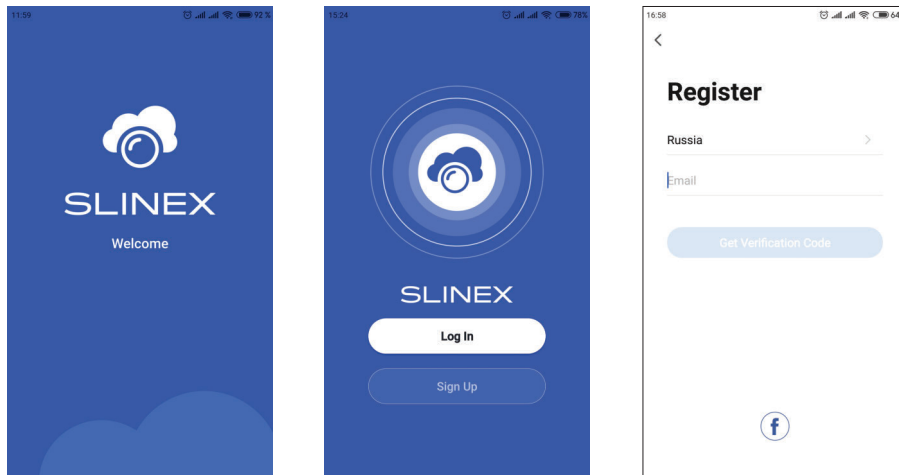 11:59
92 %
SLINEX
Welcome
15:24
78%
SLINEX
Log In
Sign Up
16:58
64
Register
Russia
Email
Get Verification Code
f